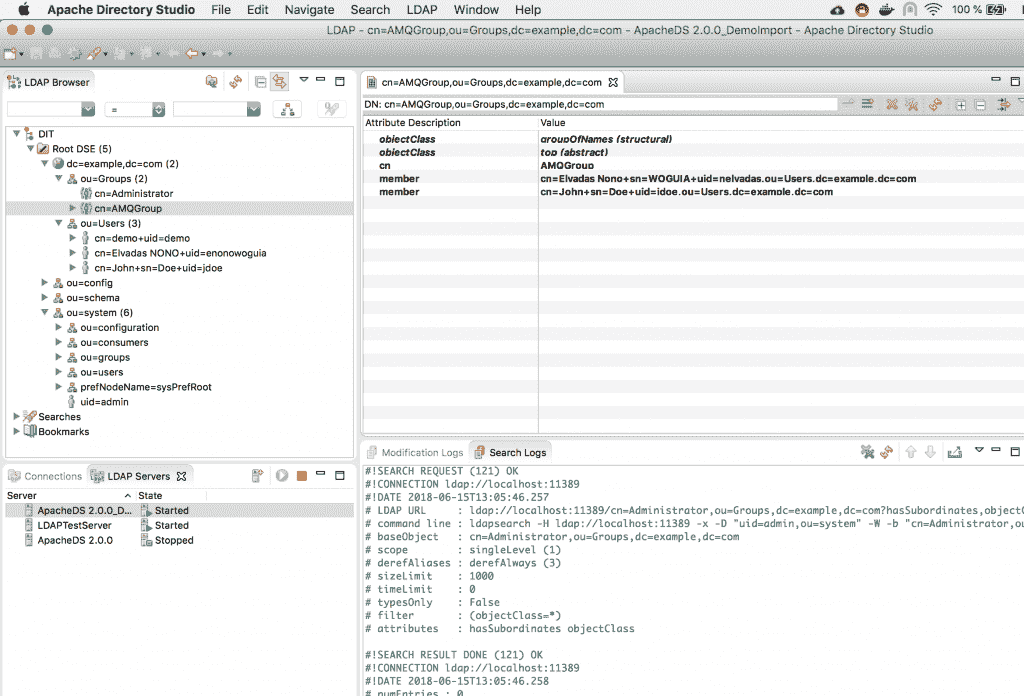 Apache Directory Studio File Edit Navigate Search LDAP Window Help 100 %
LDAP - cn=AMQGroup,ou=Groups,dc=example,dc=com - ApacheDS 2.0.0_DemoImport - Apache Directory Studio
LDAP Browser
=
DIT
Root DSE (5)
dc=example,dc=com (2)
ou=Groups (2)
cn=Administrator
cn=AMQGroup
ou=Users (3)
cn=demo+uid=demo
cn=Elvadas NONO+uid=enonowoguia
cn=John+sn=Doe+uid=jdoe
ou=config
ou=schema
ou=system (6)
ou=configuration
ou=consumers
ou=groups
ou=users
prefNodeName=sysPrefRoot
uid=admin
Searches
Bookmarks
cn=AMQGroup,ou=Groups,dc=example,dc=com
DN: cn=AMQGroup,ou=Groups,dc=example,dc=com
Attribute Description Value
objectClass groupOfNames (structural)
objectClass top (abstract)
cn AMQGroup
member cn=Elvadas Nono+sn=WOGUIA+uid=nelvadas,ou=Users,dc=example,dc=com
member cn=John+sn=Doe+uid=jdoe,ou=Users,dc=example,dc=com
Connections LDAP Servers
Server State
ApacheDS 2.0.0_D... Started
LDAPTestServer Started
ApacheDS 2.0.0 Stopped
Modification Logs Search Logs
#!SEARCH REQUEST (121) OK
#!CONNECTION ldap://localhost:11389
#!DATE 2018-06-15T13:05:46.257
# LDAP URL : ldap://localhost:11389/cn=Administrator,ou=Groups,dc=example,dc=com?hasSubordinates,objectC
# command line : ldapsearch -H ldap://localhost:11389 -x -D "uid=admin,ou=system" -W -b "cn=Administrator,ou
# baseObject : cn=Administrator,ou=Groups,dc=example,dc=com
# scope : singleLevel (1)
# derefAliases : derefAlways (3)
# sizeLimit : 1000
# timeLimit : 0
# typesOnly : False
# filter : (objectClass=*)
# attributes : hasSubordinates objectClass
#!SEARCH RESULT DONE (121) OK
#!CONNECTION ldap://localhost:11389
#!DATE 2018-06-15T13:05:46.258
# numEntries : 0